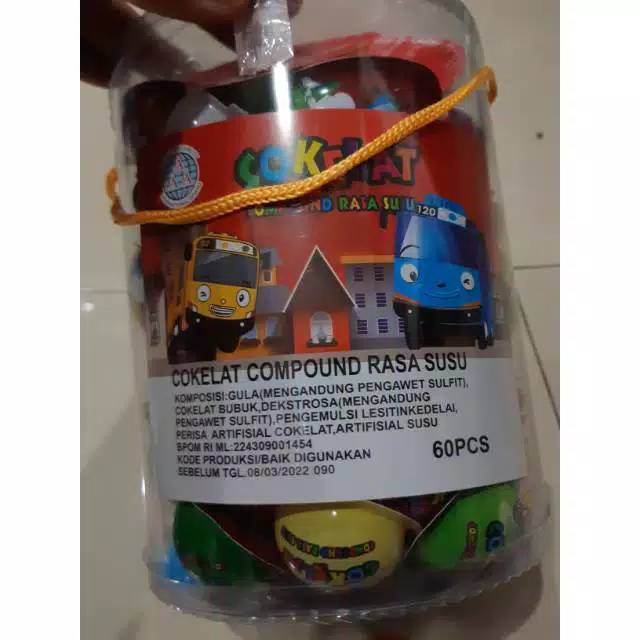 COKELAT
COMPOUND RASA SUSU
120
COKELAT COMPOUND RASA SUSU
KOMPOSISI:GULA(MENGANDUNG PENGAWET SULFIT),
COKELAT BUBUK,DEKSTROSA(MENGANDUNG
PENGAWET SULFIT),PENGEMULSI LESITINKEDELAI,
PERISA ARTIFISIAL COKELAT,ARTIFISIAL SUSU
BPOM RI ML:224309001454
KODE PRODUKSI/BAIK DIGUNAKAN
SEBELUM TGL.08/03/2022 090
60PCS